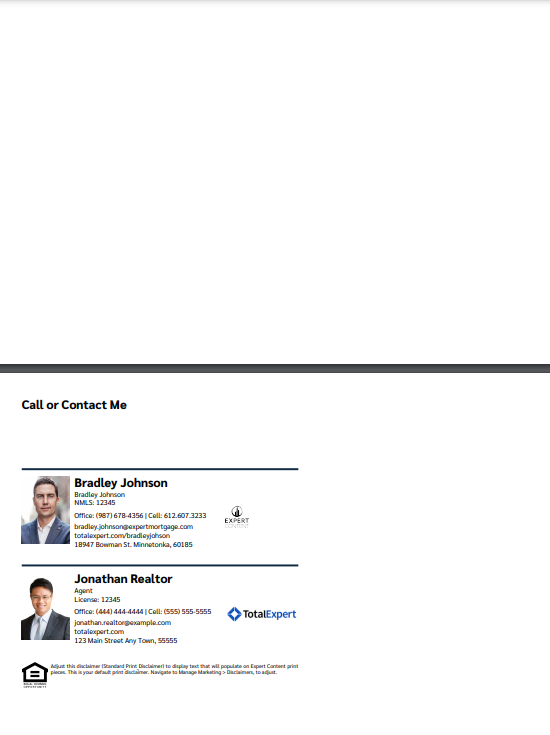 Call or Contact Me
Bradley Johnson
Bradley Johnson
NMLS: 12345
Office: (987) 678-4356 | Cell: 612.607.3233
bradley.johnson@expertmortgage.com
totalexpert.com/bradleyjohnson
18947 Bowman St. Minnetonka, 60185
EXPERT
CONTENT
Jonathan Realtor
Agent
License: 12345
Office: (444) 444-4444 | Cell: (555) 555-5555
jonathan.realtor@example.com
totalexpert.com
123 Main Street Any Town, 55555
TotalExpert
Adjust this disclaimer (Standard Print Disclaimer) to display text that will populate on Expert Content print
pieces. This is your default print disclaimer. Navigate to Manage Marketing > Disclaimers, to adjust.
EQUAL HOUSING
OPPORTUNITY